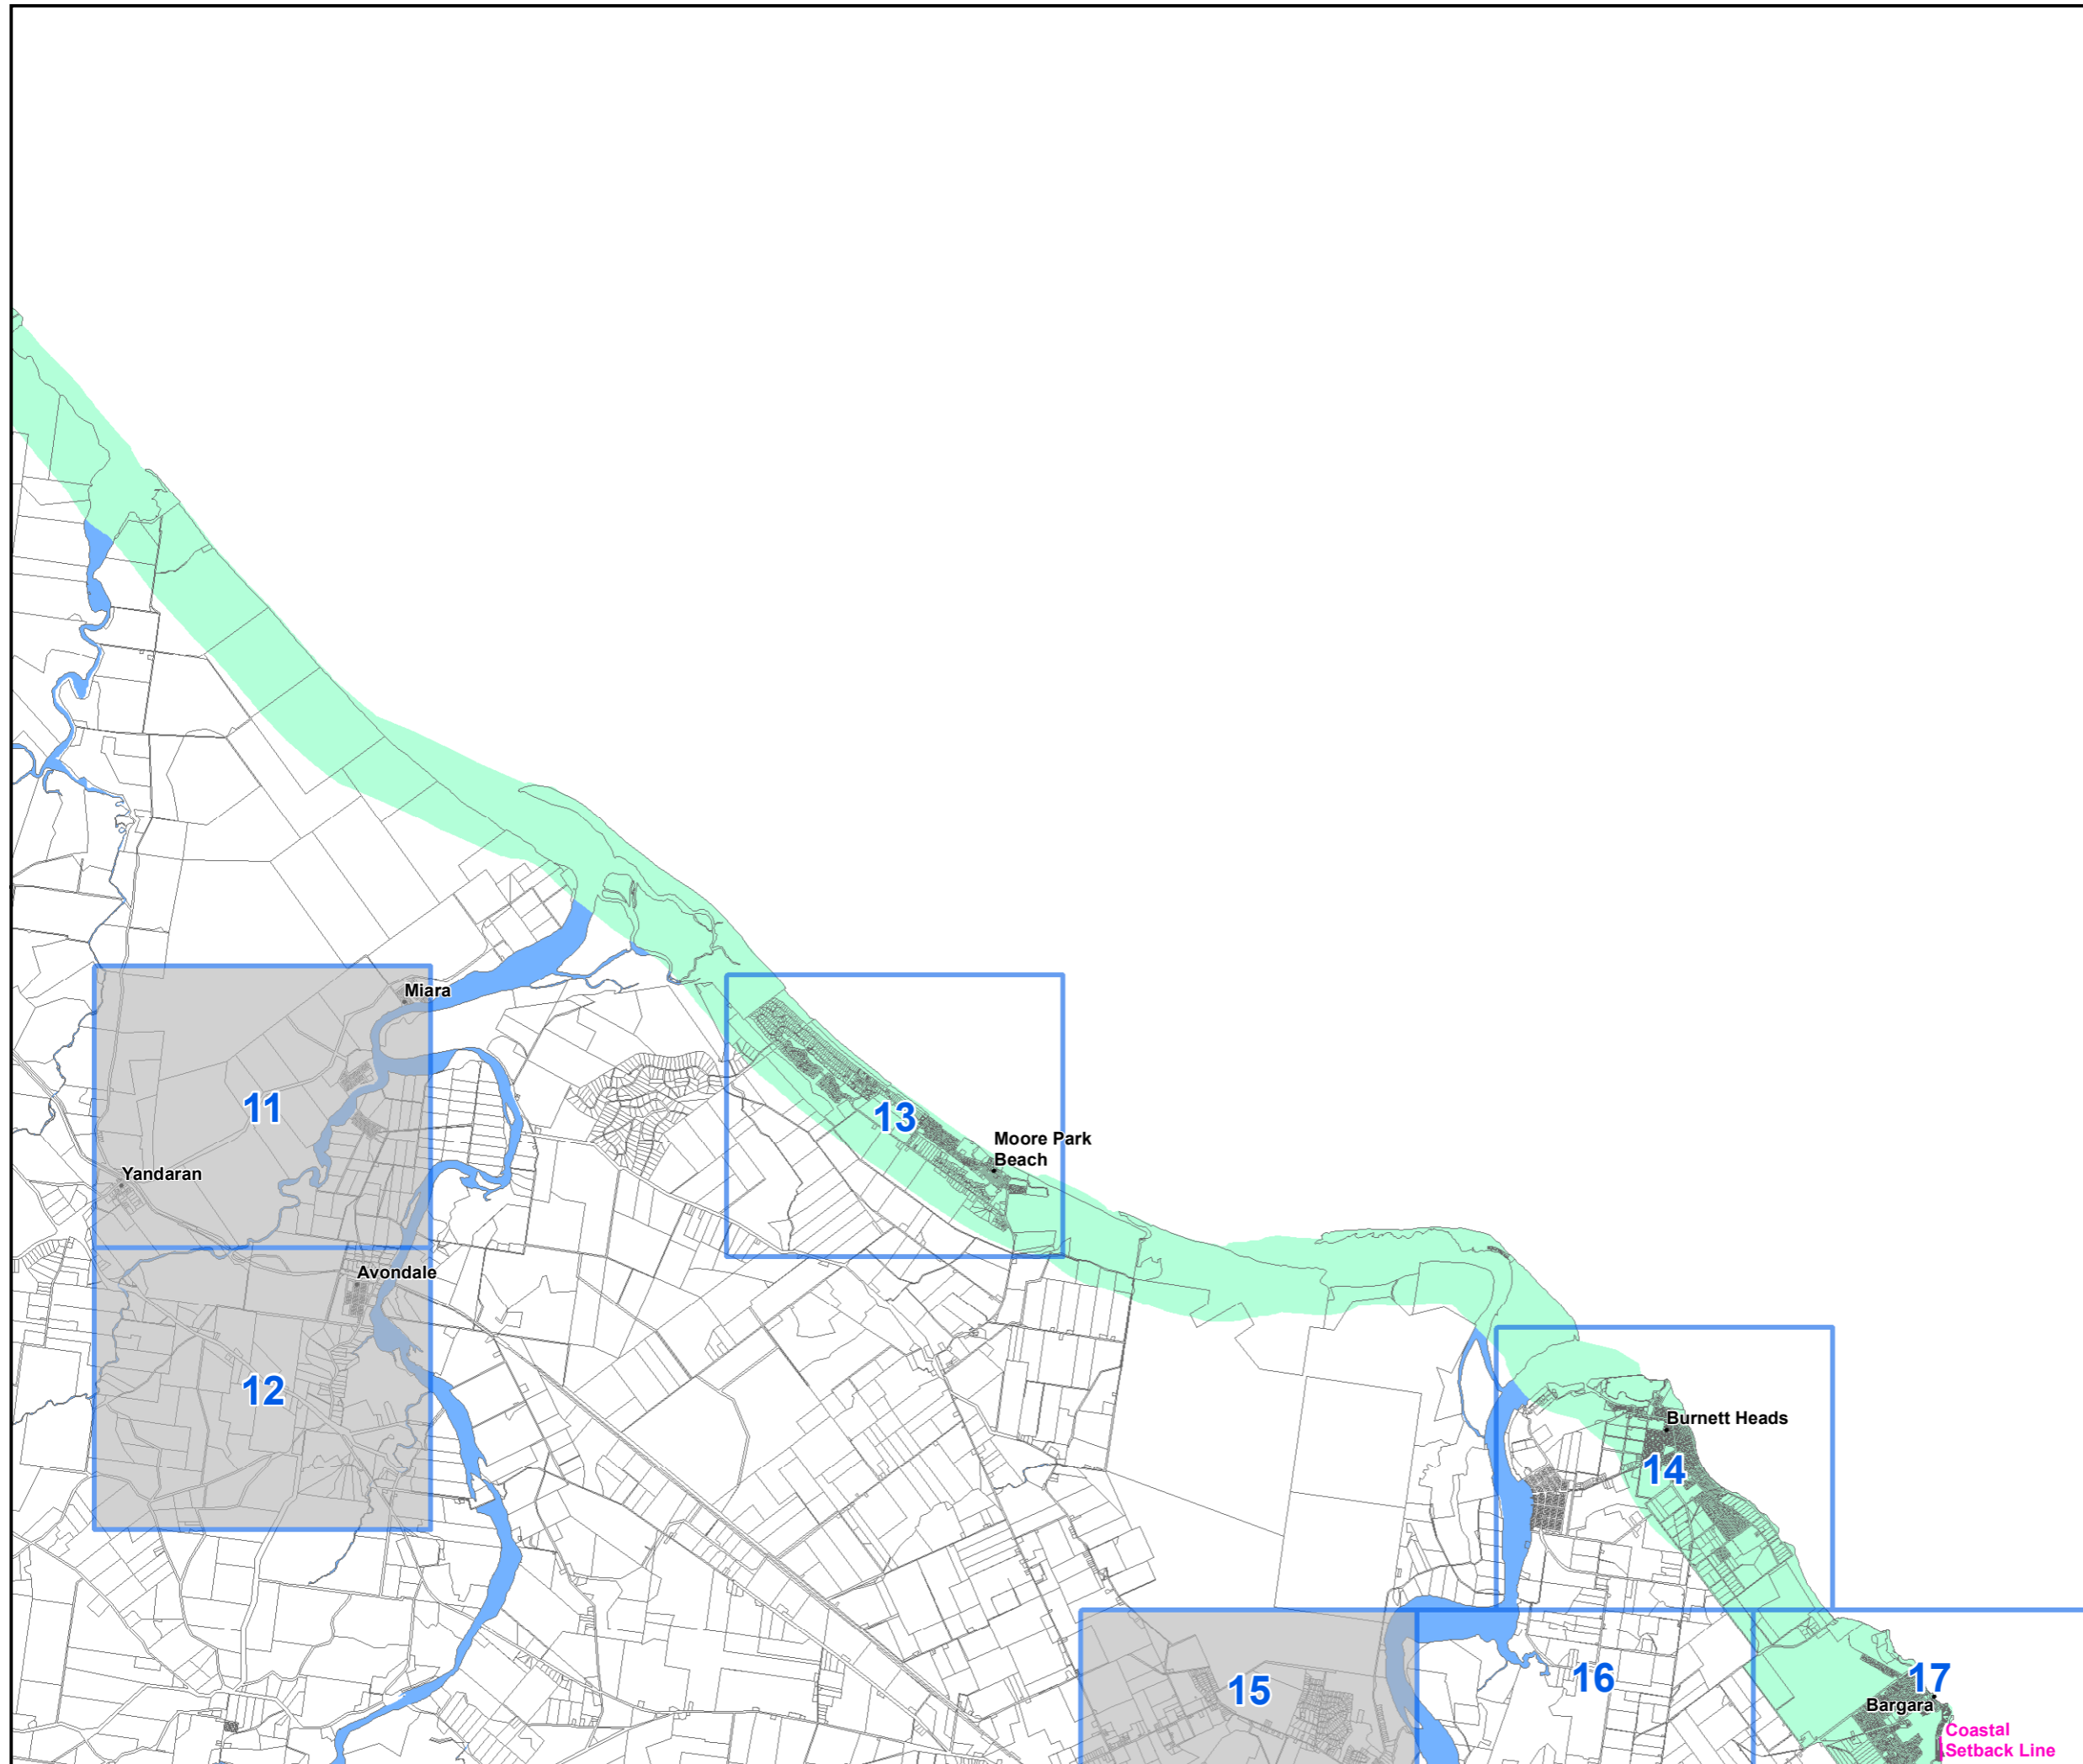 Miara
11
13
Moore Park
Beach
Yandaran
Avondale
12
Burnett Heads
14
15
16
17
Bargara
Coastal
Setback Line